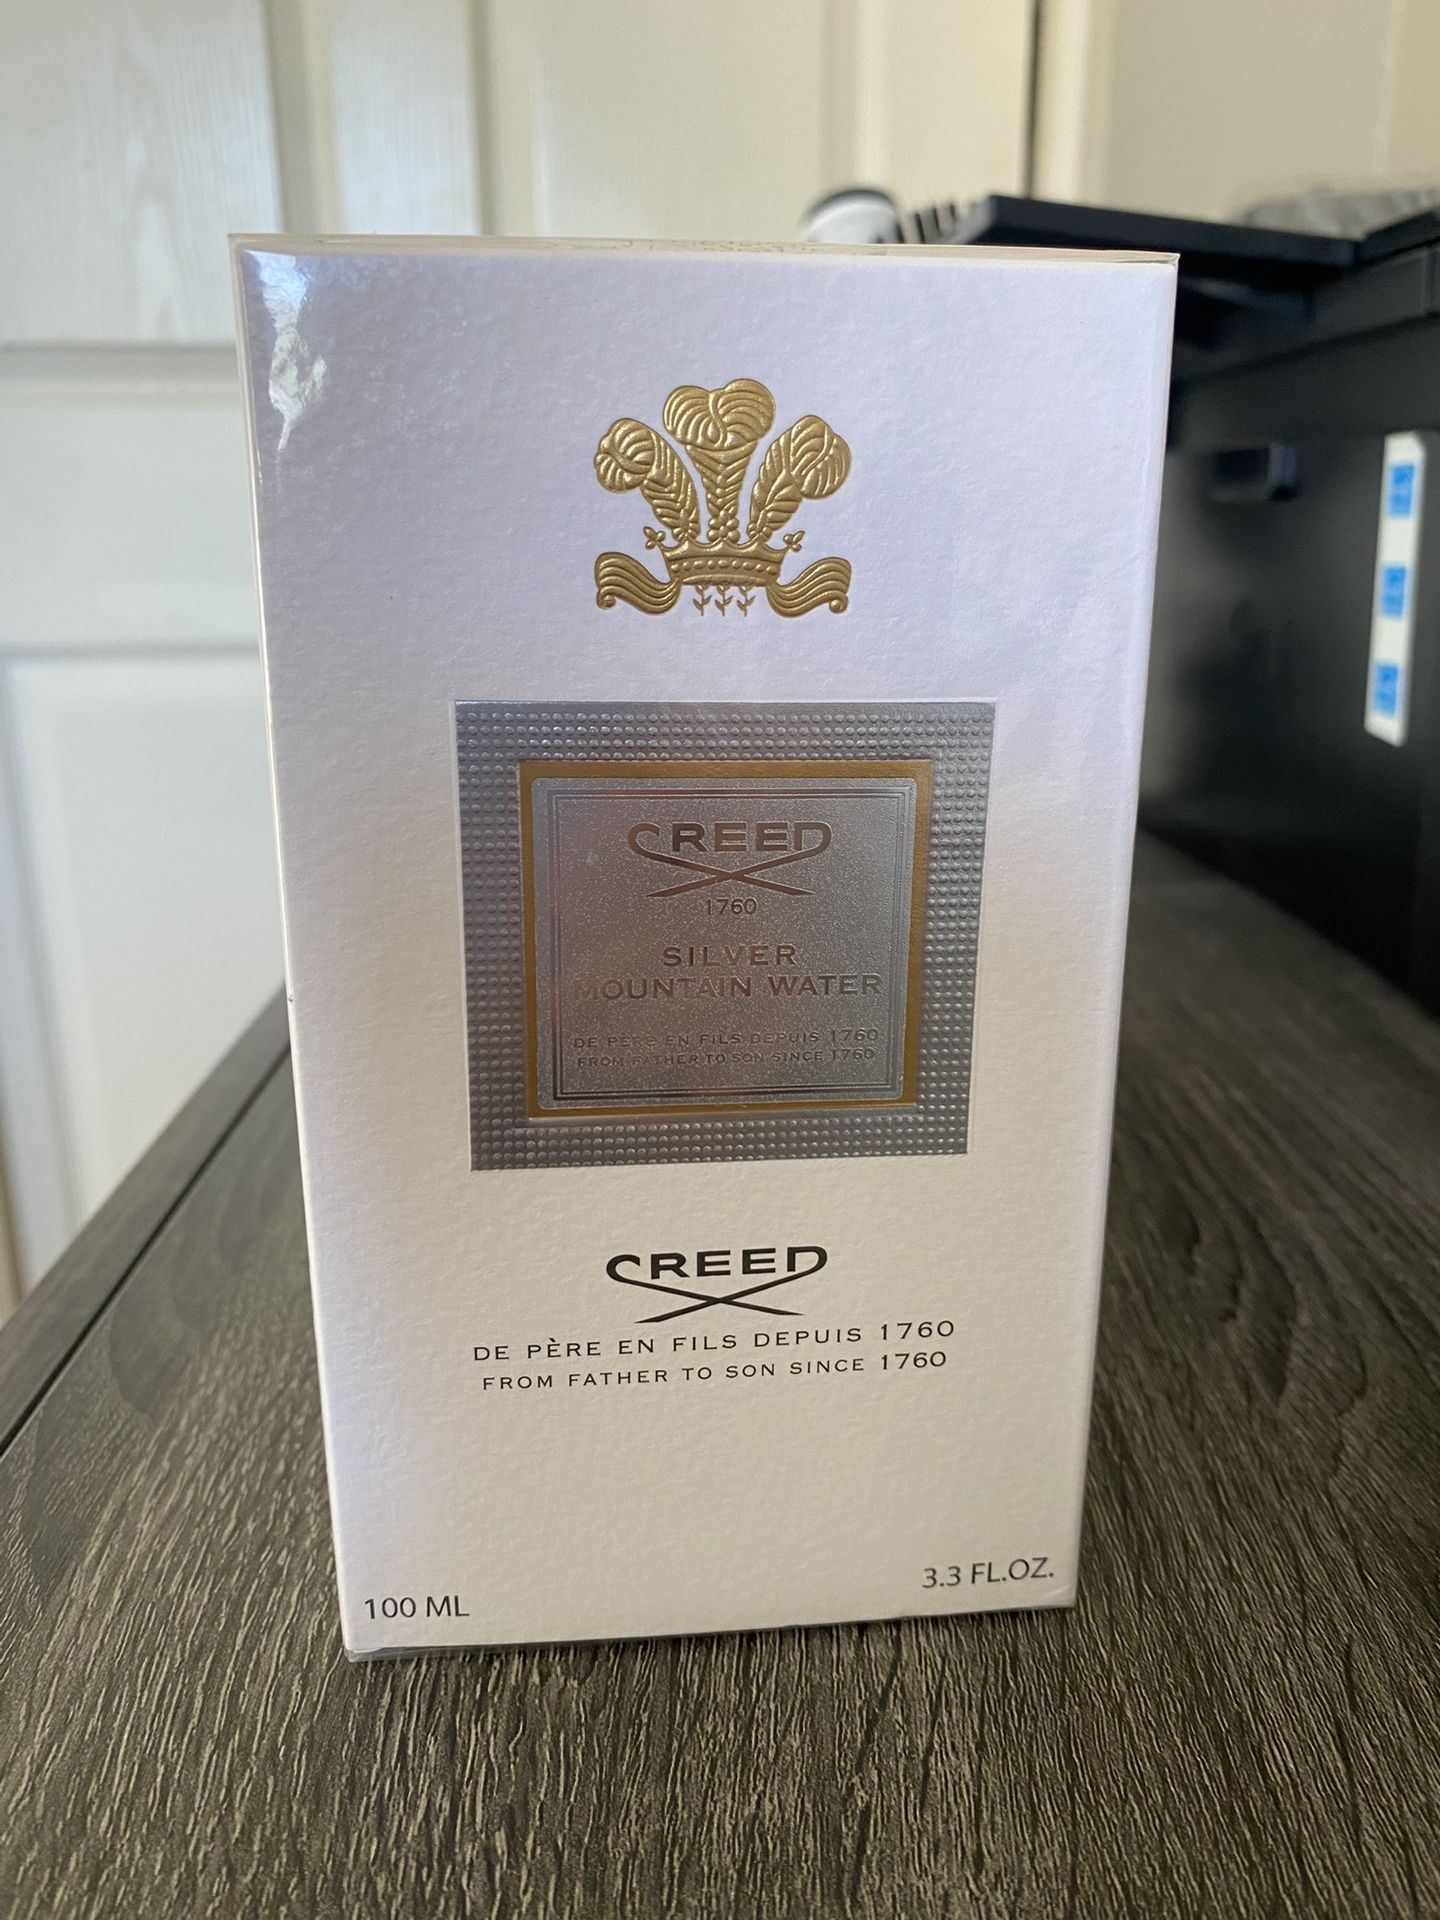 CREED
1760
SILVER
MOUNTAIN WATER
DE PÈRE EN FILS DEPUIS 1760
FROM FATHER TO SON SINCE 1760
CREED
DE PÈRE EN FILS DEPUIS 1760
FROM FATHER TO SON SINCE 1760
100 ML
3.3 FL.OZ.